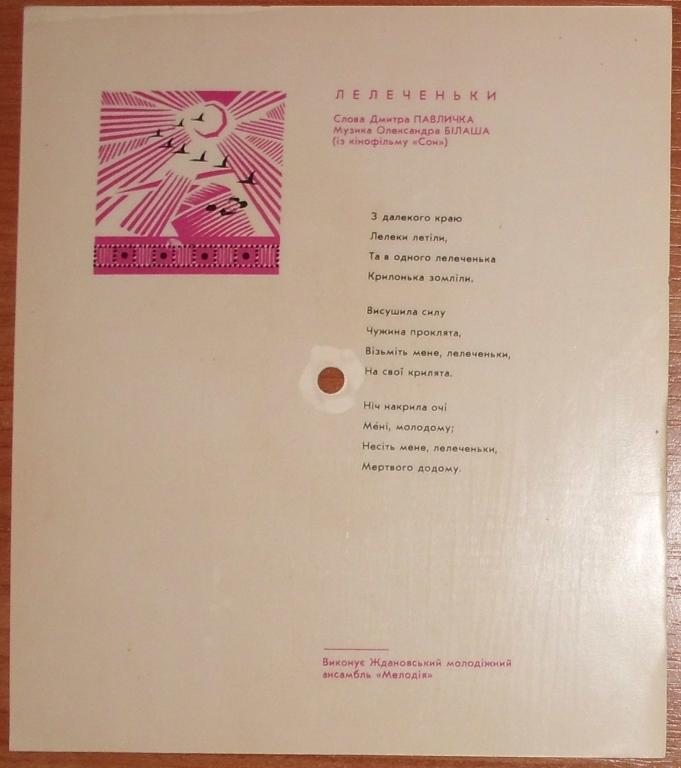 ЛЕЛЕЧЕНЬКИ
Слова Дмитра ПАВЛИЧКА
Музика Олександра БІЛАША
(із кінофільму «Сон»)
З далекого краю
Лелеки летіли,
Та в одного лелеченька
Крилонька зомліли.
Висушила силу
Чужина проклята,
Візьміть мене, лелеченьки,
На свої крилята.
Ніч накрила очі
Мені, молодому;
Несіть мене, лелеченьки,
Мертвого додому.
Виконує Ждановський молодіжний
ансамбль «Мелодія»